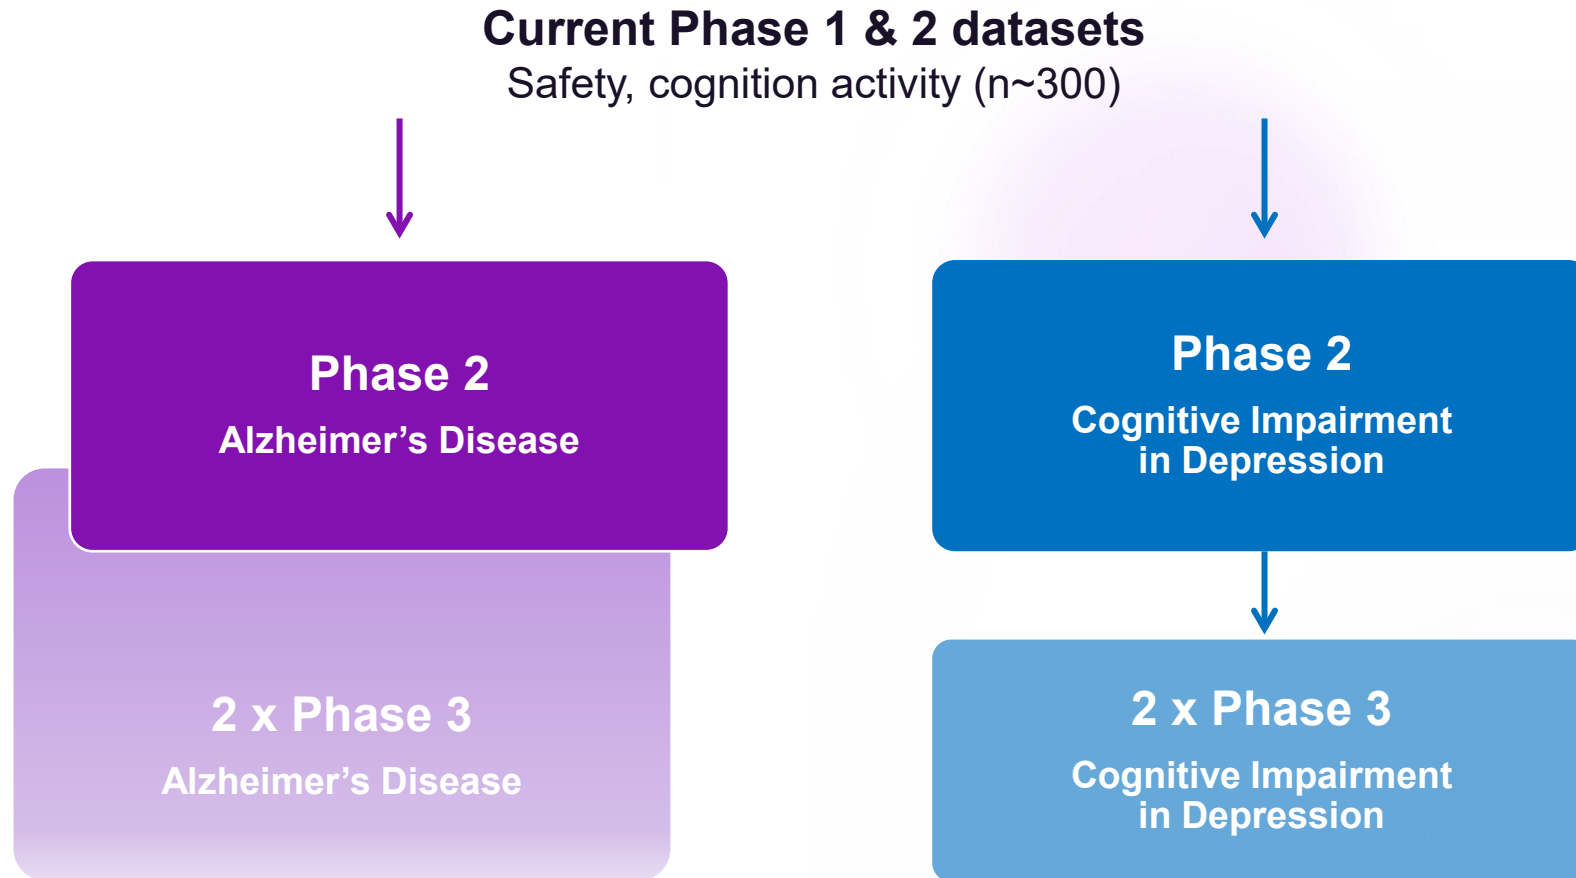 Current Phase 1 & 2 datasets
Safety, cognition activity (n~300)
Phase 2
Alzheimer’s Disease
2 x Phase 3
Alzheimer’s Disease
Phase 2
Cognitive Impairment
in Depression
2 x Phase 3
Cognitive Impairment
in Depression